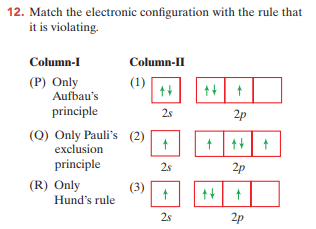 12. Match the electronic configuration with the rule that
it is violating.
Column-I Column-II
(P) Only (1) ↑↓ ↑↓ ↑
Aufbau's
principle 2s 2p
(Q) Only Pauli's (2) ↑ ↑ ↑↓ ↑
exclusion
principle 2s 2p
(R) Only (3) ↑ ↑↓ ↑
Hund's rule
2s 2p